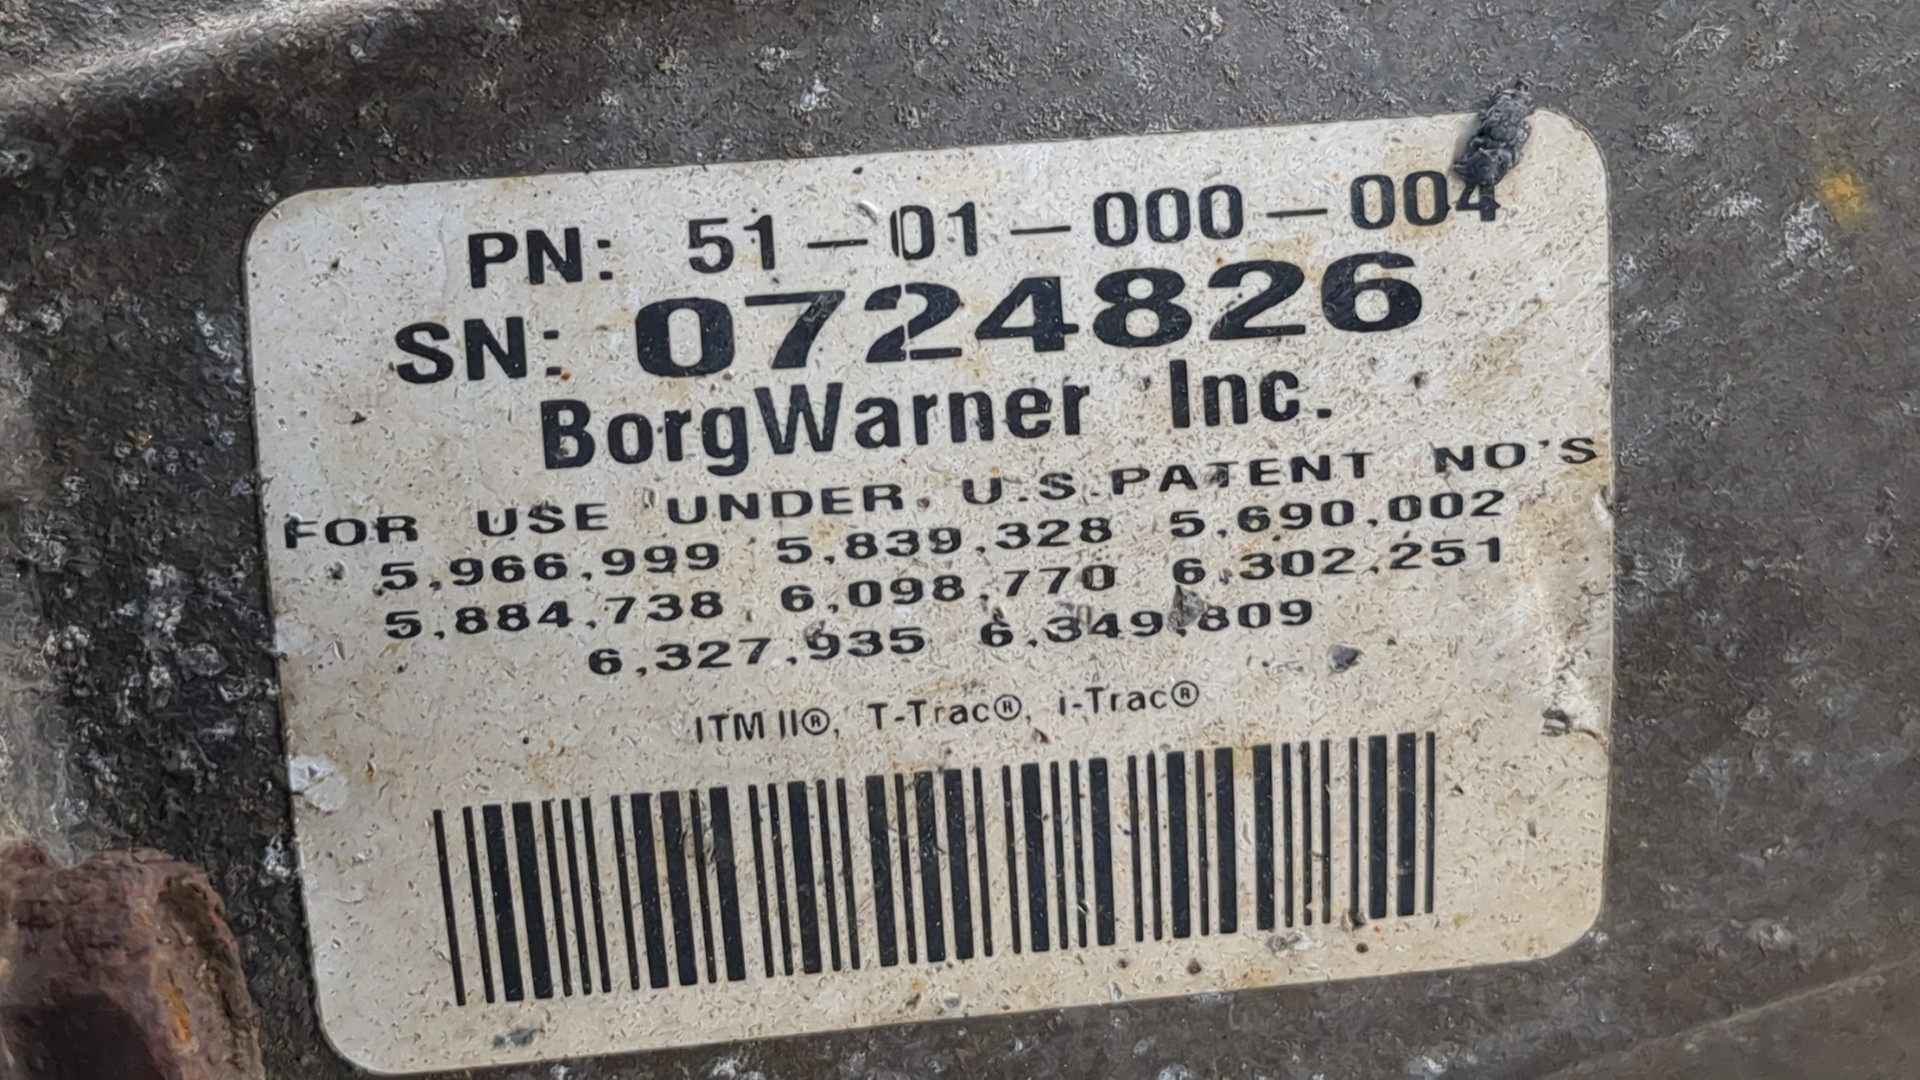 PN: 51-01-000-004
SN: 0724826
BorgWarner Inc.
FOR USE UNDER U.S.PATENT NO'S
5,966,999 5,839,328 5,690,002
5,884,738 6,098,770 6,302,251
6,327,935 6,349,809
ITM II®, T-Trac®, i-Trac®